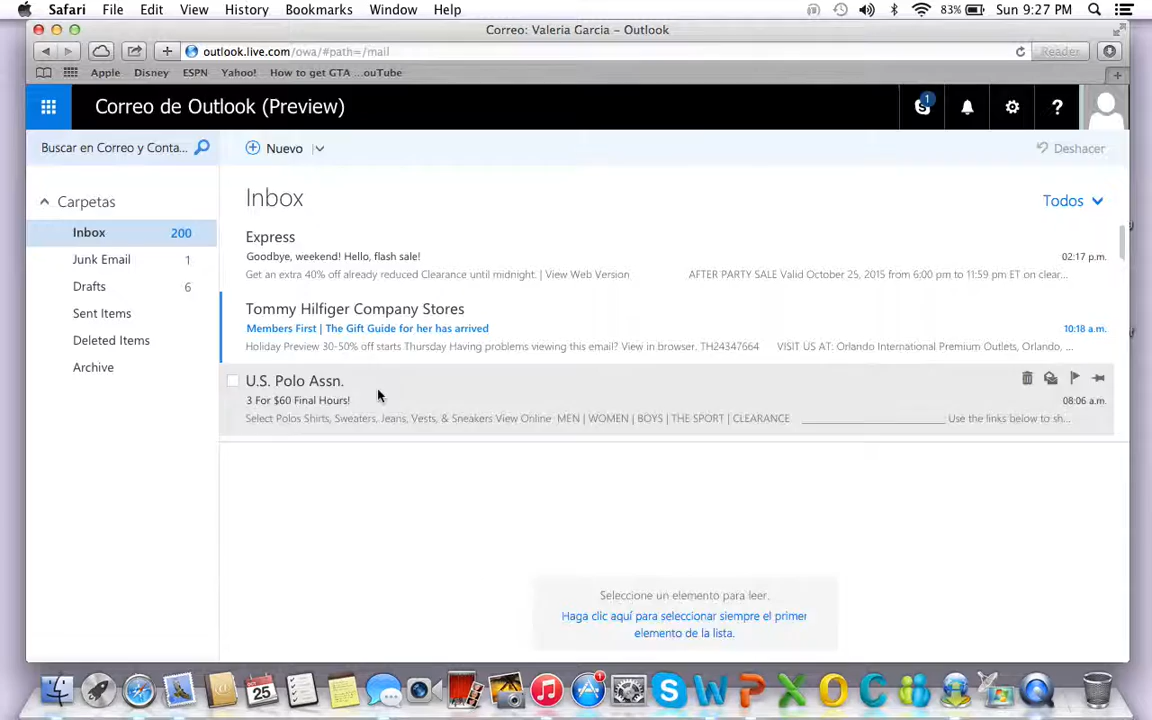 Safari File Edit View History Bookmarks Window Help 83% Sun 9:27 PM
Correo: Valeria Garcia – Outlook
outlook.live.com/owa/#path=/mail Reader
Apple Disney ESPN Yahoo! How to get GTA ...ouTube
Correo de Outlook (Preview) 1 ?
Buscar en Correo y Conta... Nuevo Deshacer
Carpetas
Inbox 200
Junk Email 1
Drafts 6
Sent Items
Deleted Items
Archive
Inbox Todos
Express
Goodbye, weekend! Hello, flash sale! 02:17 p.m.
Get an extra 40% off already reduced Clearance until midnight. | View Web Version AFTER PARTY SALE Valid October 25, 2015 from 6:00 pm to 11:59 pm ET on clear...
Tommy Hilfiger Company Stores
Members First | The Gift Guide for her has arrived 10:18 a.m.
Holiday Preview 30-50% off starts Thursday Having problems viewing this email? View in browser. TH24347664 VISIT US AT: Orlando International Premium Outlets, Orlando, ...
U.S. Polo Assn.
3 For $60 Final Hours! 08:06 a.m.
Select Polos Shirts, Sweaters, Jeans, Vests, & Sneakers View Online MEN | WOMEN | BOYS | THE SPORT | CLEARANCE Use the links below to sh...
Seleccione un elemento para leer.
Haga clic aquí para seleccionar siempre el primer
elemento de la lista.
OCT
25
1